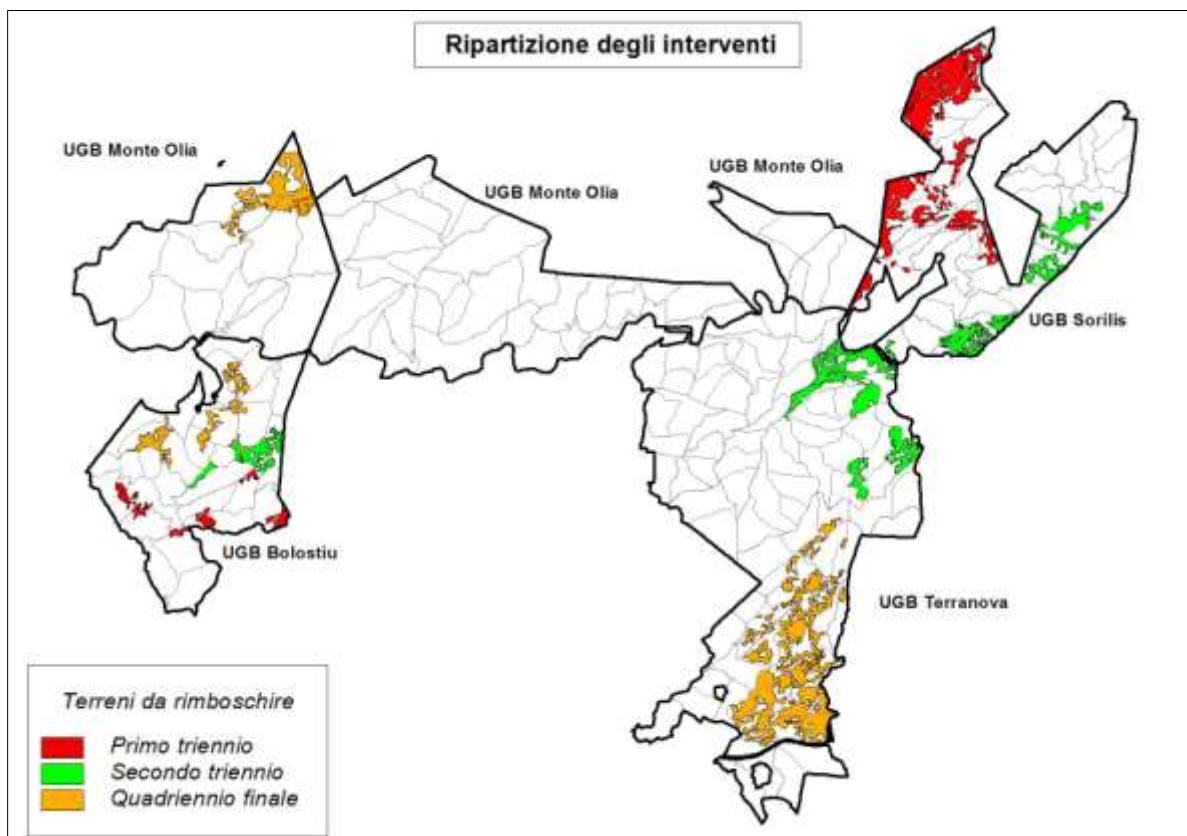 Ripartizione degli interventi
UGB Monte Olia
UGB Monte Olia
UGB Monte Olia
UGB Sorilis
UGB Bolostiu
UGB Terranova
Terreni da rimboschire
Primo triennio
Secondo triennio
Quadriennio finale